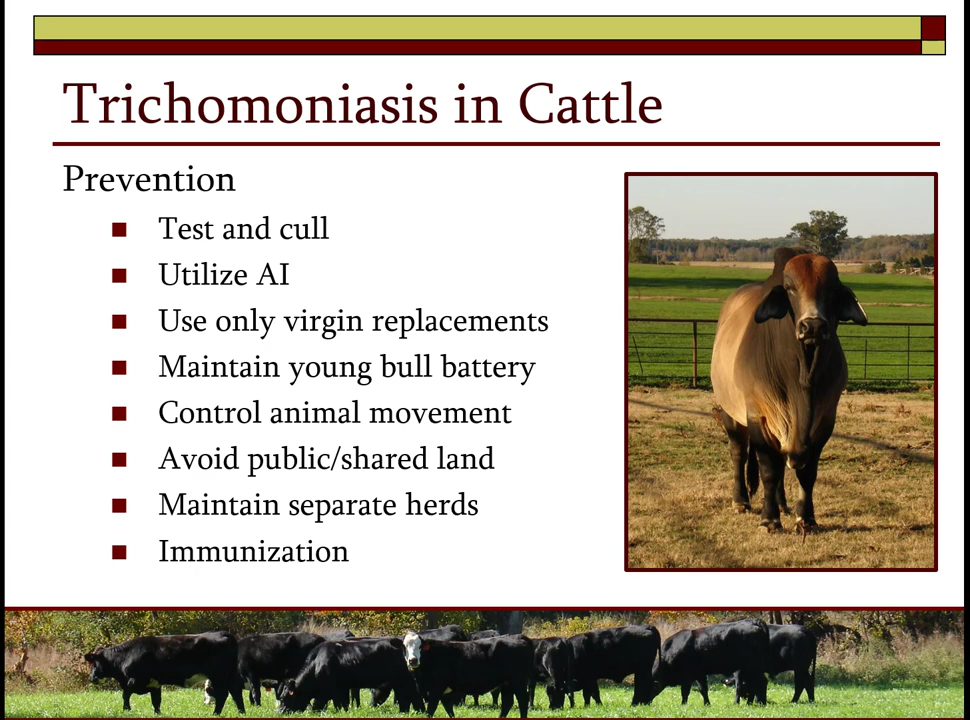 Trichomoniasis in Cattle
Prevention
Test and cull
Utilize AI
Use only virgin replacements
Maintain young bull battery
Control animal movement
Avoid public/shared land
Maintain separate herds
Immunization